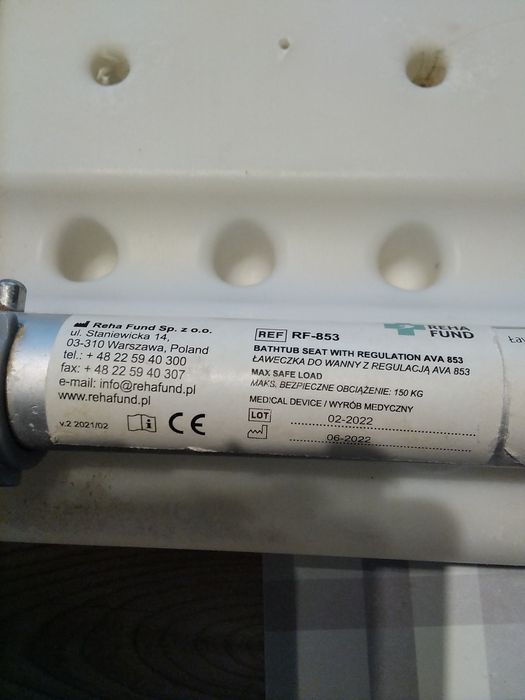 Reha Fund Sp. z o.o.
ul. Staniewicka 14,
03-310 Warszawa, Poland
tel.: + 48 22 59 40 300
fax: + 48 22 59 40 307
e-mail: info@rehafund.pl
www.rehafund.pl
v.2 2021/02
CE
REHA
FUND
REF RF-853
BATHTUB SEAT WITH REGULATION AVA 853
ŁAWECZKA DO WANNY Z REGULACJĄ AVA 853
MAX SAFE LOAD
MAKS. BEZPIECZNE OBCIĄŻENIE: 150 KG
MEDICAL DEVICE / WYRÓB MEDYCZNY
LOT 02-2022
06-2022